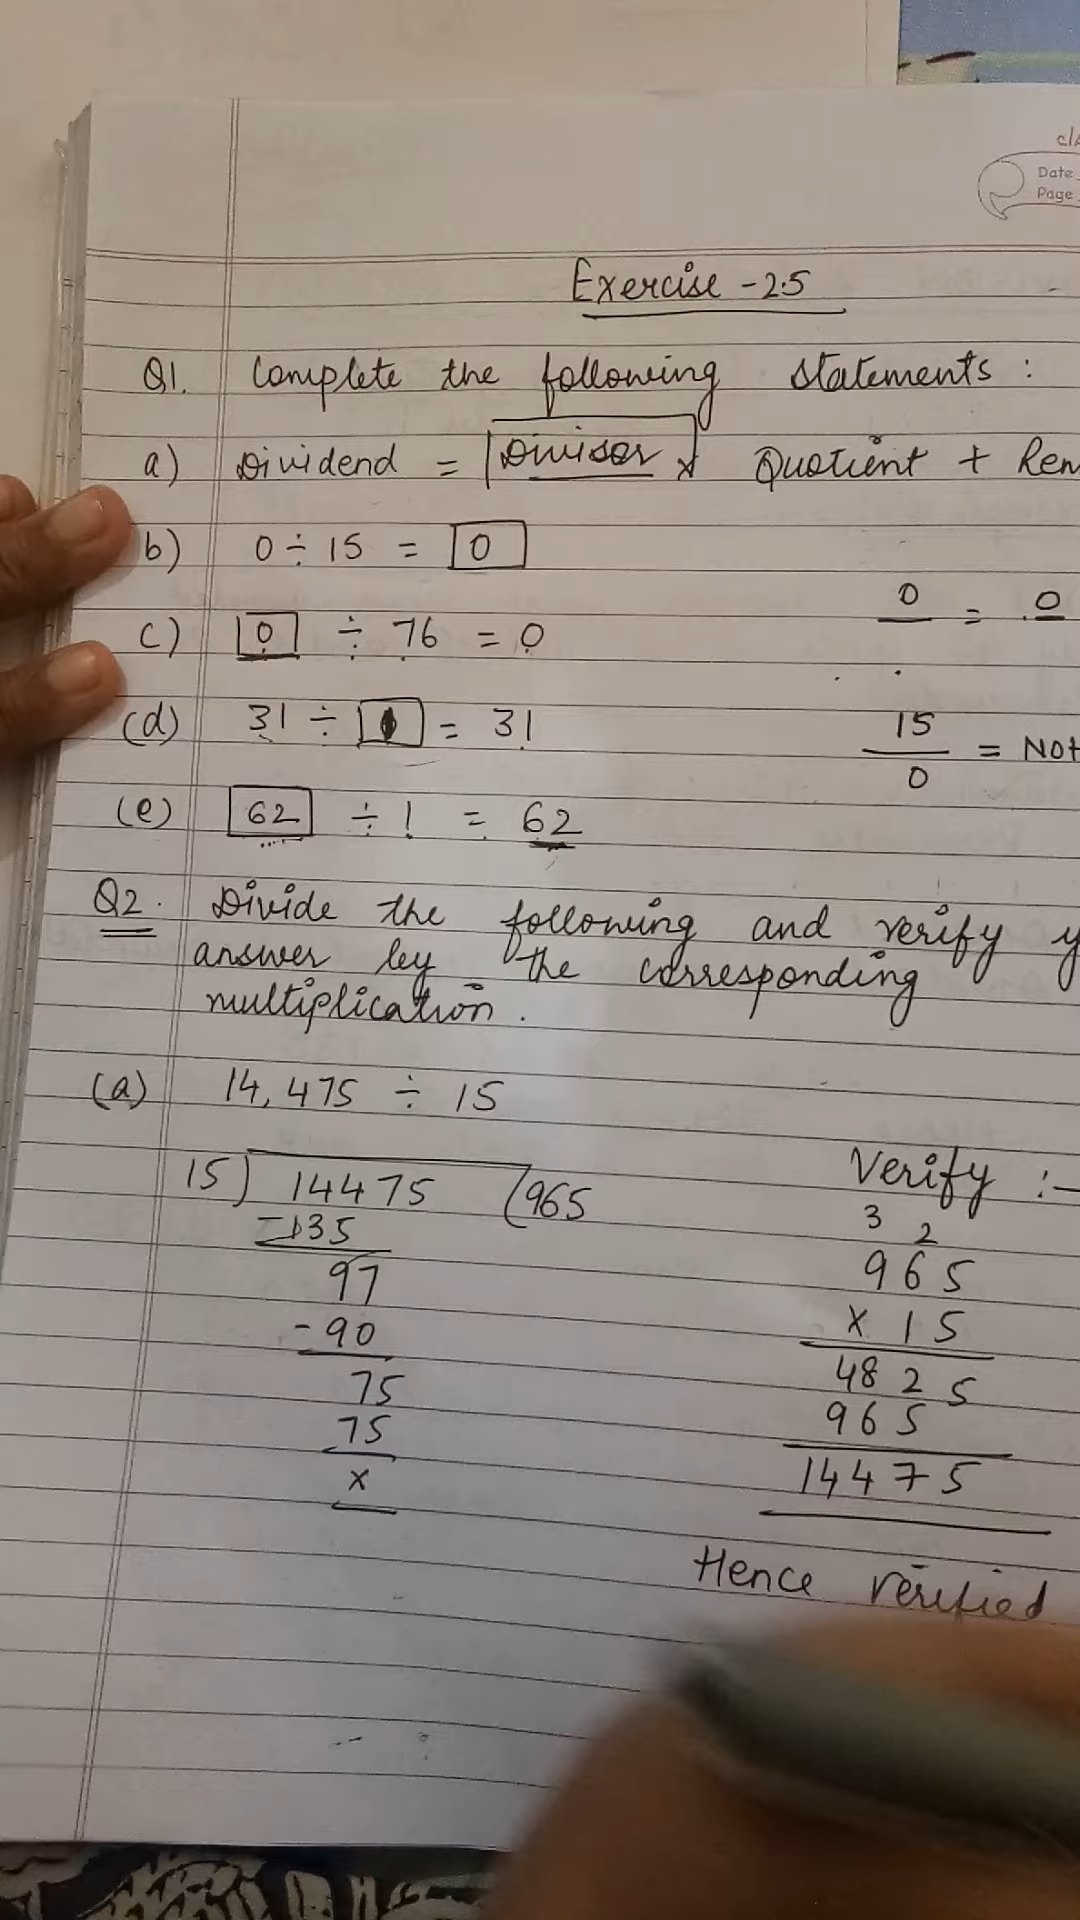 Date
Page
Exercise - 2.5
Q1. Complete the following statements :
a) Dividend = Divisor x Quotient + Rem
b) 0 ÷ 15 = 0
0 = 0
c) 0 ÷ 76 = 0
(d) 31 ÷ 1 = 31
15
0 = Not
(e) 62 ÷ 1 = 62
Q2. Divide the following and verify y
answer by the corresponding
multiplication.
(a) 14,475 ÷ 15
15) 14475 (965
-135
97
-90
75
75
x
Verify :-
3 2
965
x 15
4825
965
14475
Hence verified